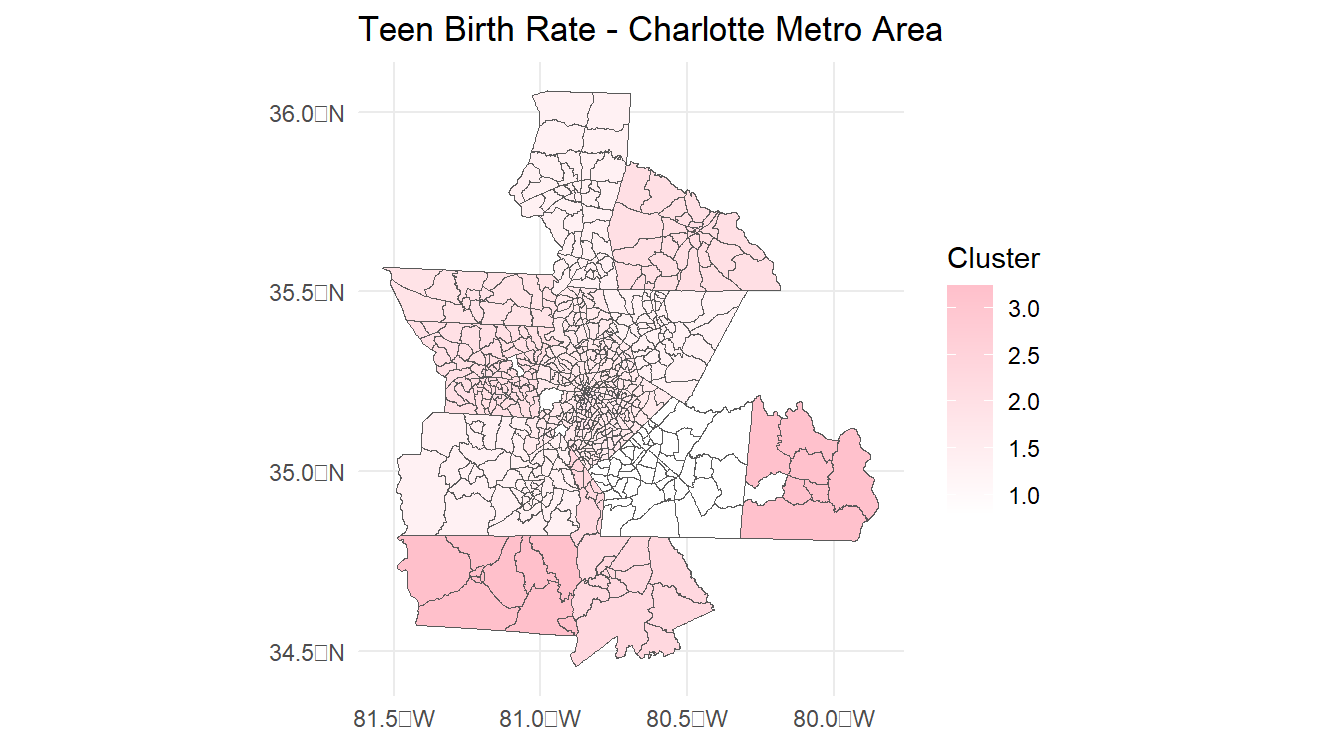 Teen Birth Rate - Charlotte Metro Area
36.0▯N
35.5▯N
35.0▯N
34.5▯N
81.5▯W 81.0▯W 80.5▯W 80.0▯W
Cluster
3.0
2.5
2.0
1.5
1.0